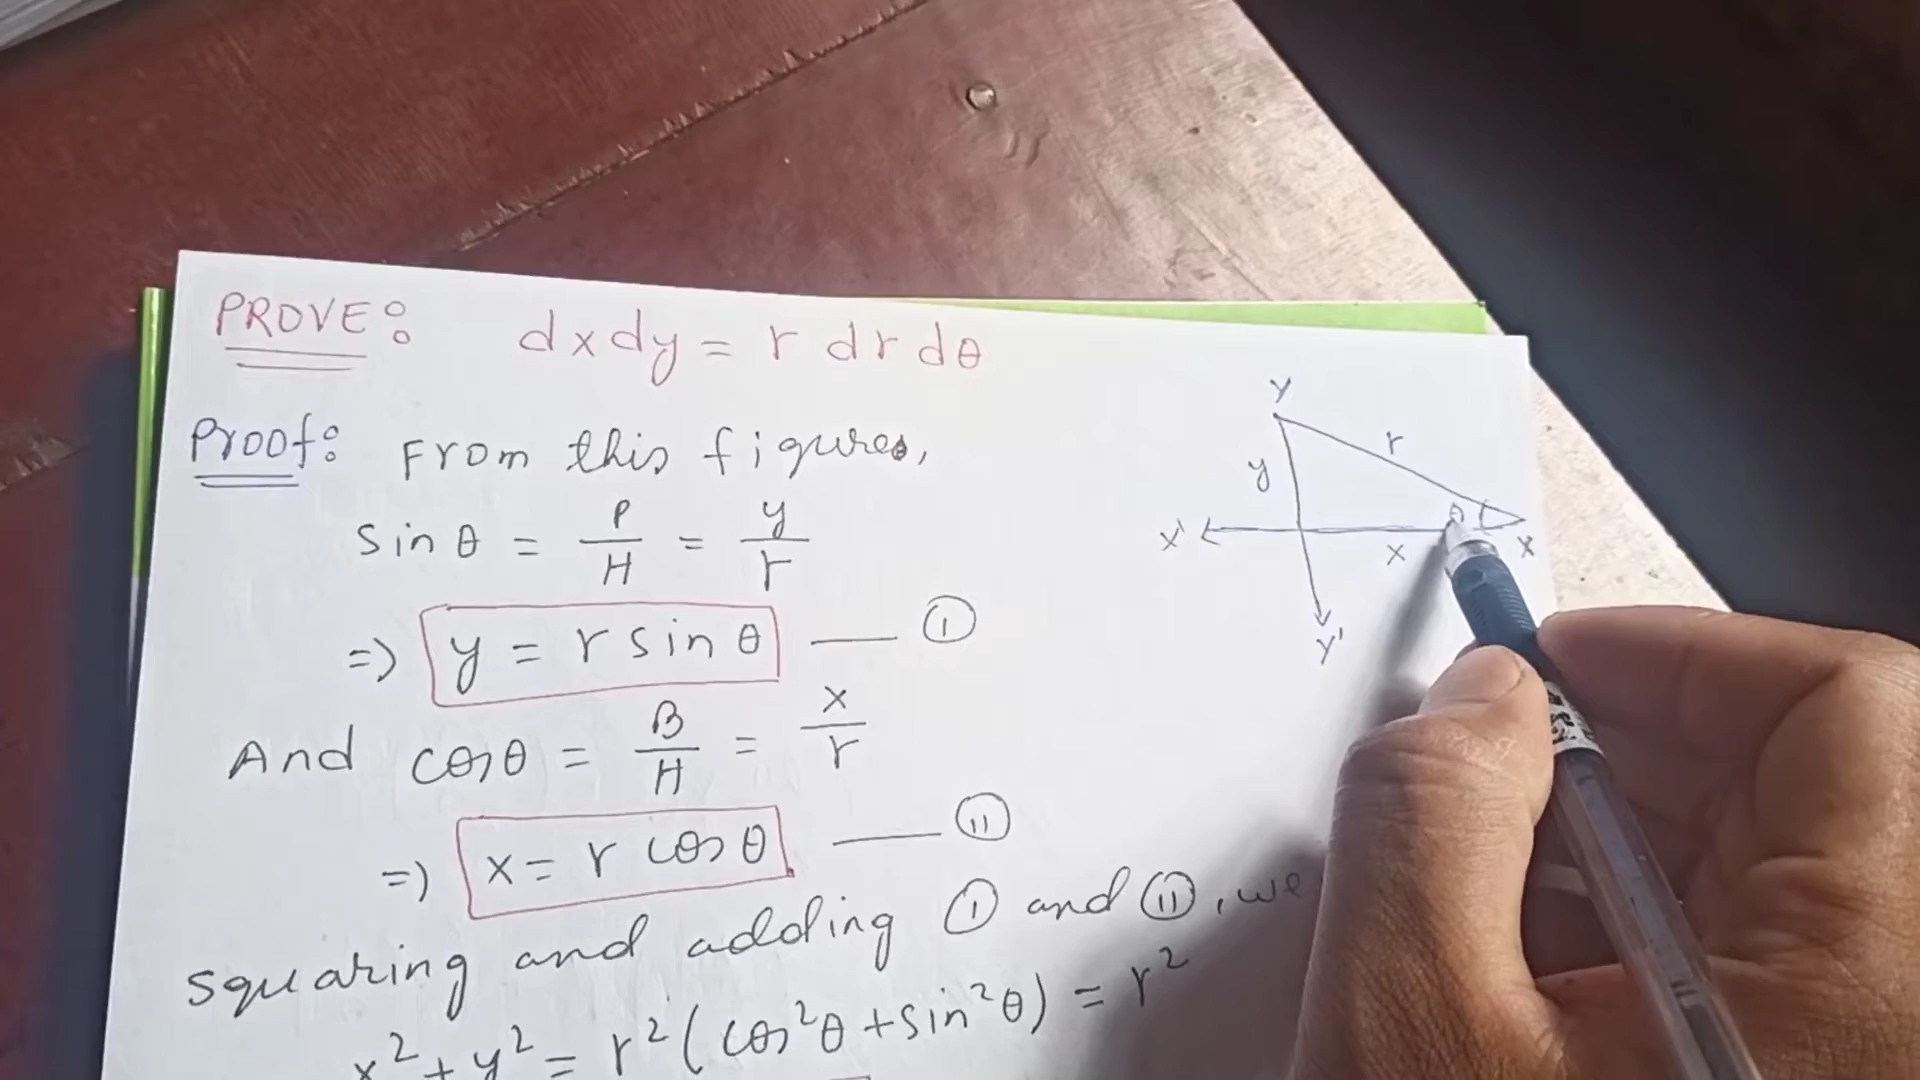 PROVE: dxdy = r dr dθ
Proof: From this figure,
sin θ = P/H = y/r
=> y = r sin θ —— (I)
And cos θ = B/H = x/r
=> x = r cos θ —— (II)
squaring and adding (I) and (II), we
x² + y² = r² (cos²θ + sin²θ) = r²
Y
r
y
θ
X' x X
Y'